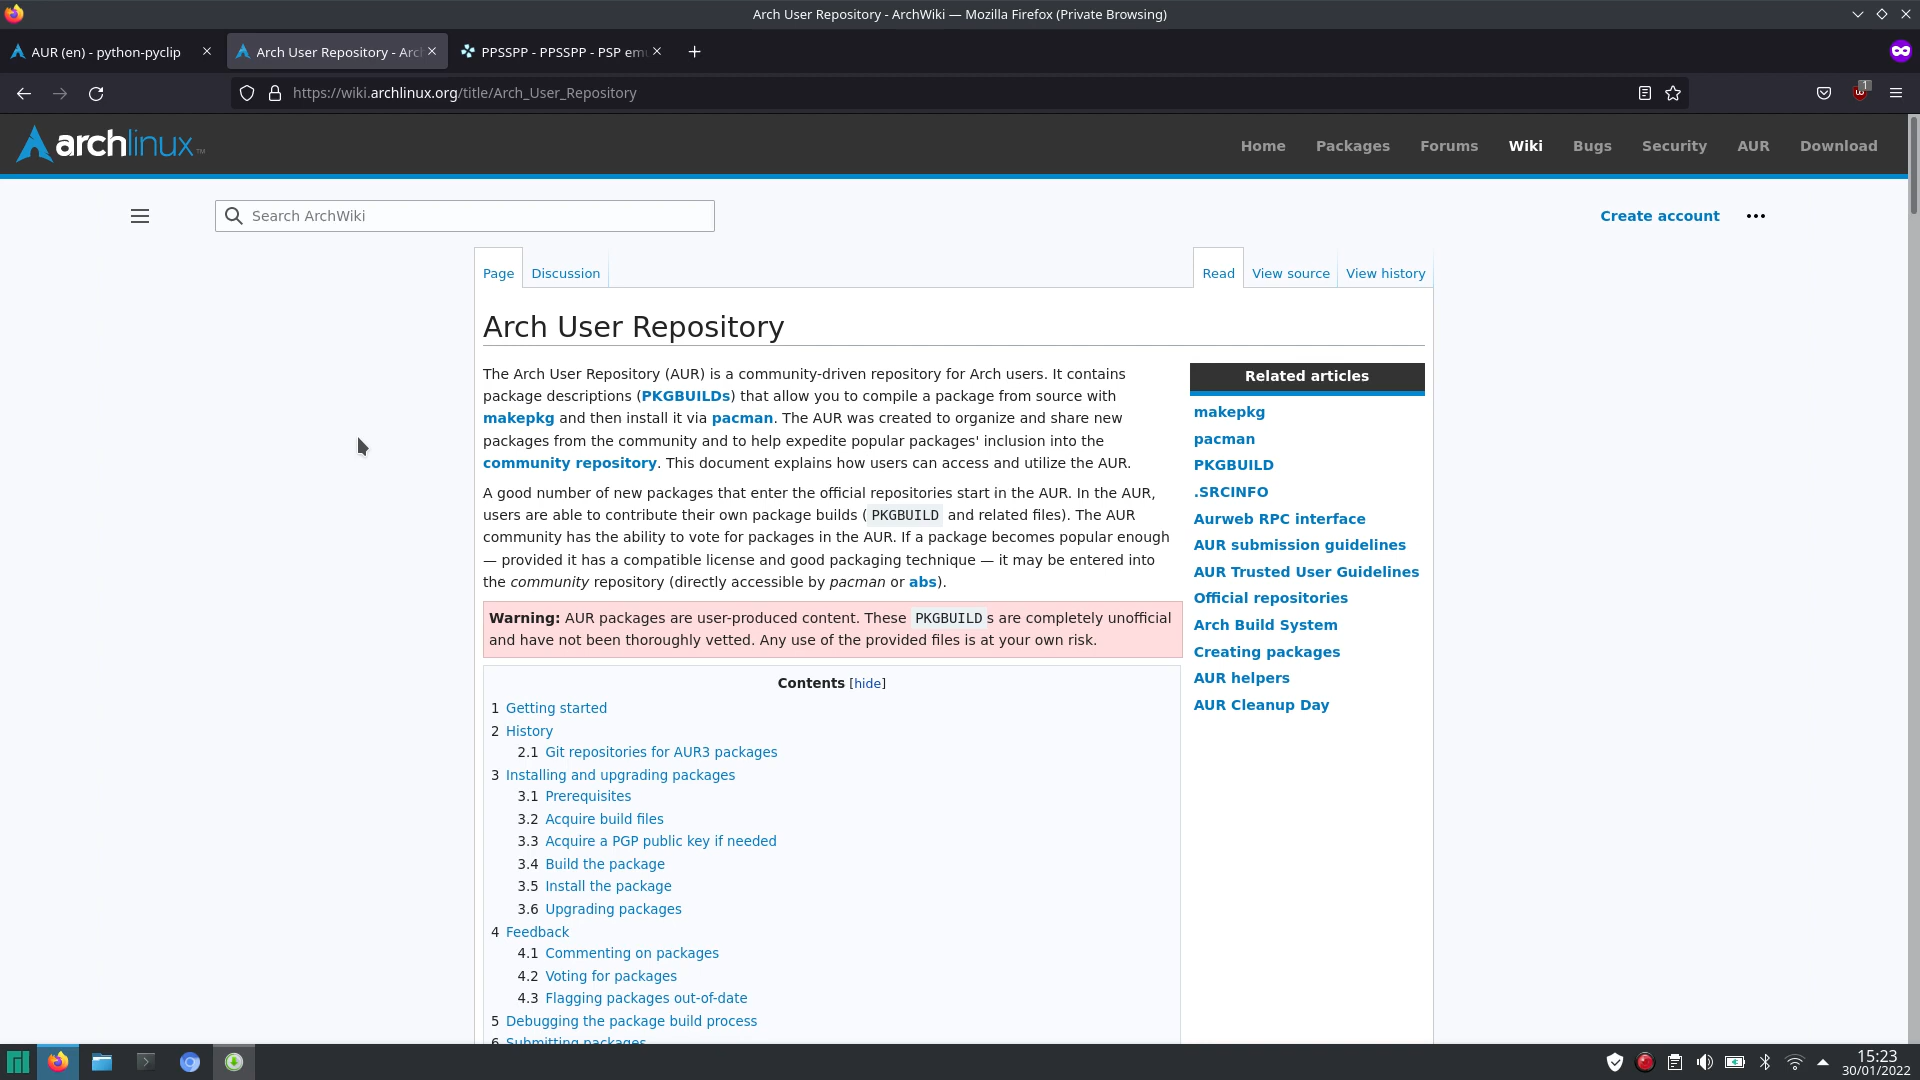 Arch User Repository - ArchWiki — Mozilla Firefox (Private Browsing)
AUR (en) - python-pyclip
Arch User Repository - Arc
PPSSPP - PPSSPP - PSP em
https://wiki.archlinux.org/title/Arch_User_Repository
1
archlinux™
Home Packages Forums Wiki Bugs Security AUR Download
Search ArchWiki
Create account
Page Discussion Read View source View history
Arch User Repository
The Arch User Repository (AUR) is a community-driven repository for Arch users. It contains
package descriptions (PKGBUILDs) that allow you to compile a package from source with
makepkg and then install it via pacman. The AUR was created to organize and share new
packages from the community and to help expedite popular packages' inclusion into the
community repository. This document explains how users can access and utilize the AUR.
A good number of new packages that enter the official repositories start in the AUR. In the AUR,
users are able to contribute their own package builds ( PKGBUILD and related files). The AUR
community has the ability to vote for packages in the AUR. If a package becomes popular enough
— provided it has a compatible license and good packaging technique — it may be entered into
the community repository (directly accessible by pacman or abs).
Warning: AUR packages are user-produced content. These PKGBUILD s are completely unofficial
and have not been thoroughly vetted. Any use of the provided files is at your own risk.
Related articles
makepkg
pacman
PKGBUILD
.SRCINFO
Aurweb RPC interface
AUR submission guidelines
AUR Trusted User Guidelines
Official repositories
Arch Build System
Creating packages
AUR helpers
AUR Cleanup Day
Contents [hide]
1 Getting started
2 History
2.1 Git repositories for AUR3 packages
3 Installing and upgrading packages
3.1 Prerequisites
3.2 Acquire build files
3.3 Acquire a PGP public key if needed
3.4 Build the package
3.5 Install the package
3.6 Upgrading packages
4 Feedback
4.1 Commenting on packages
4.2 Voting for packages
4.3 Flagging packages out-of-date
5 Debugging the package build process
6 Submitting packages
15:23
30/01/2022